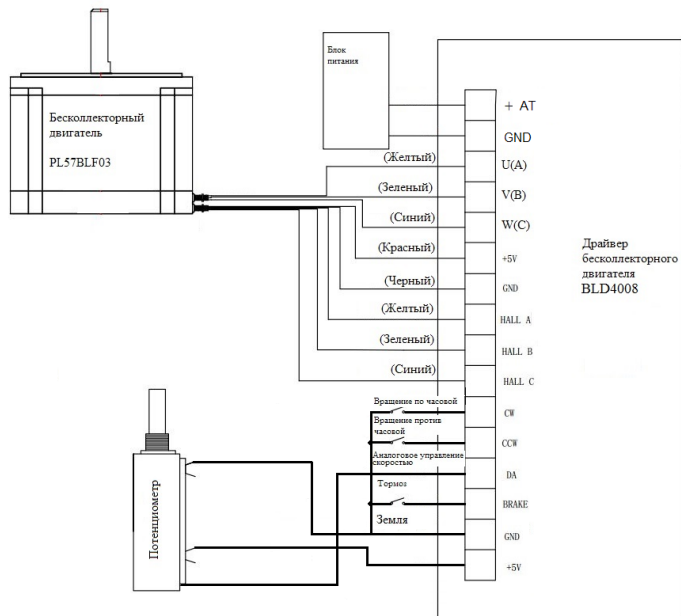 Блок
питания
Бесколлекторный
двигатель
PL57BLF03
+ AT
GND
(Желтый)
U(A)
(Зеленый)
V(B)
(Синий)
W(C)
(Красный)
+5V
Драйвер
бесколлекторного
двигателя
BLD4008
(Черный)
GND
(Желтый)
HALL A
(Зеленый)
HALL B
(Синий)
HALL C
Вращение по часовой
CW
Вращение против
часовой
CCW
Аналоговое управление
скоростью
DA
Тормоз
BRAKE
Земля
GND
+5V
Потенциометр